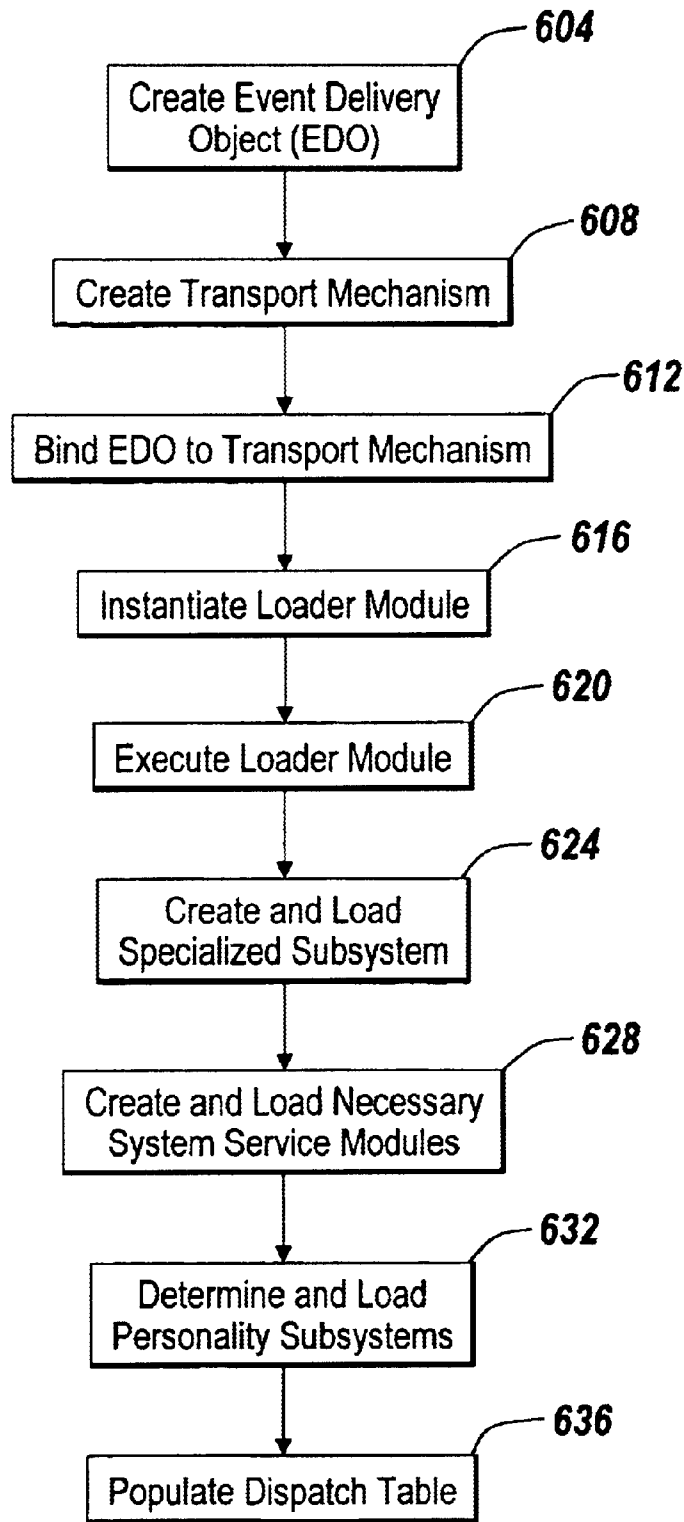 604
Create Event Delivery
Object (EDO)
608
Create Transport Mechanism
612
Bind EDO to Transport Mechanism
616
Instantiate Loader Module
620
Execute Loader Module
624
Create and Load
Specialized Subsystem
628
Create and Load Necessary
System Service Modules
632
Determine and Load
Personality Subsystems
636
Populate Dispatch Table